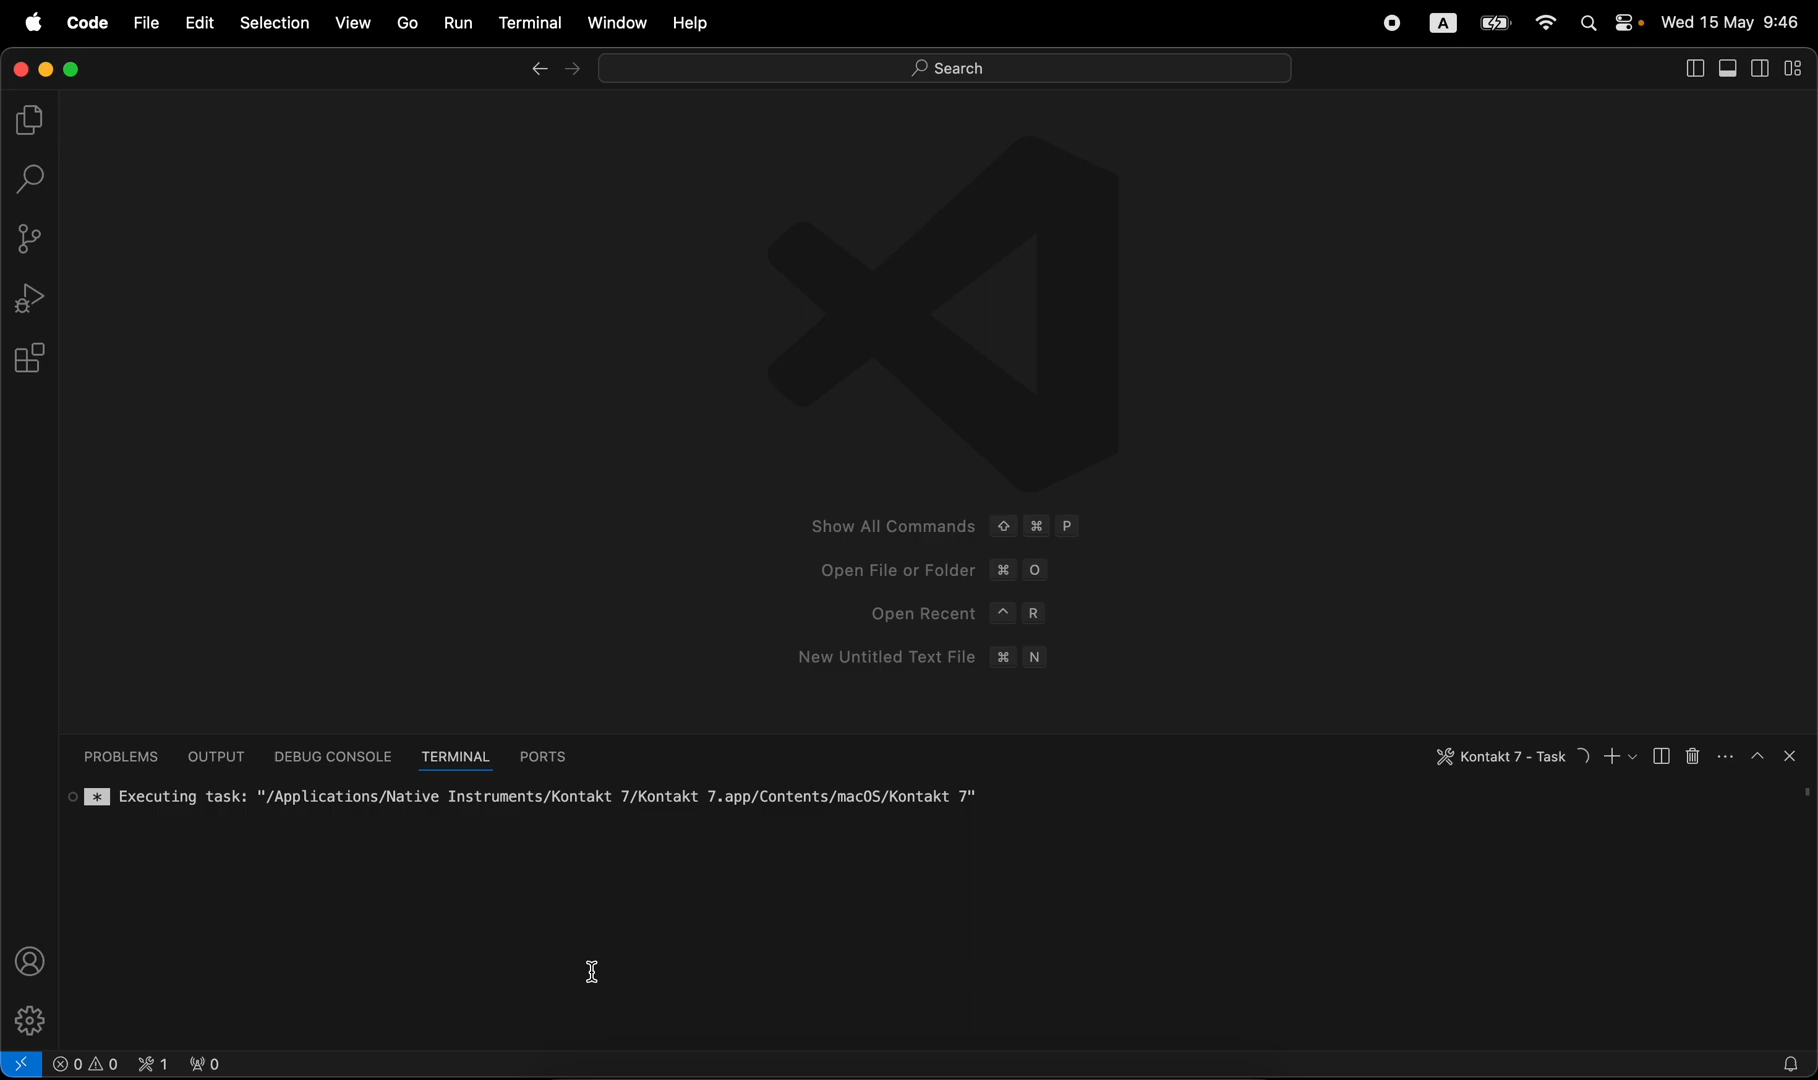 Code File Edit Selection View Go Run Terminal Window Help A Wed 15 May 9:46
Search
Show All Commands ⇧ ⌘ P
Open File or Folder ⌘ O
Open Recent ^ R
New Untitled Text File ⌘ N
PROBLEMS OUTPUT DEBUG CONSOLE TERMINAL PORTS Kontakt 7 - Task
* Executing task: "/Applications/Native Instruments/Kontakt 7/Kontakt 7.app/Contents/macOS/Kontakt 7"
0 0 1 0